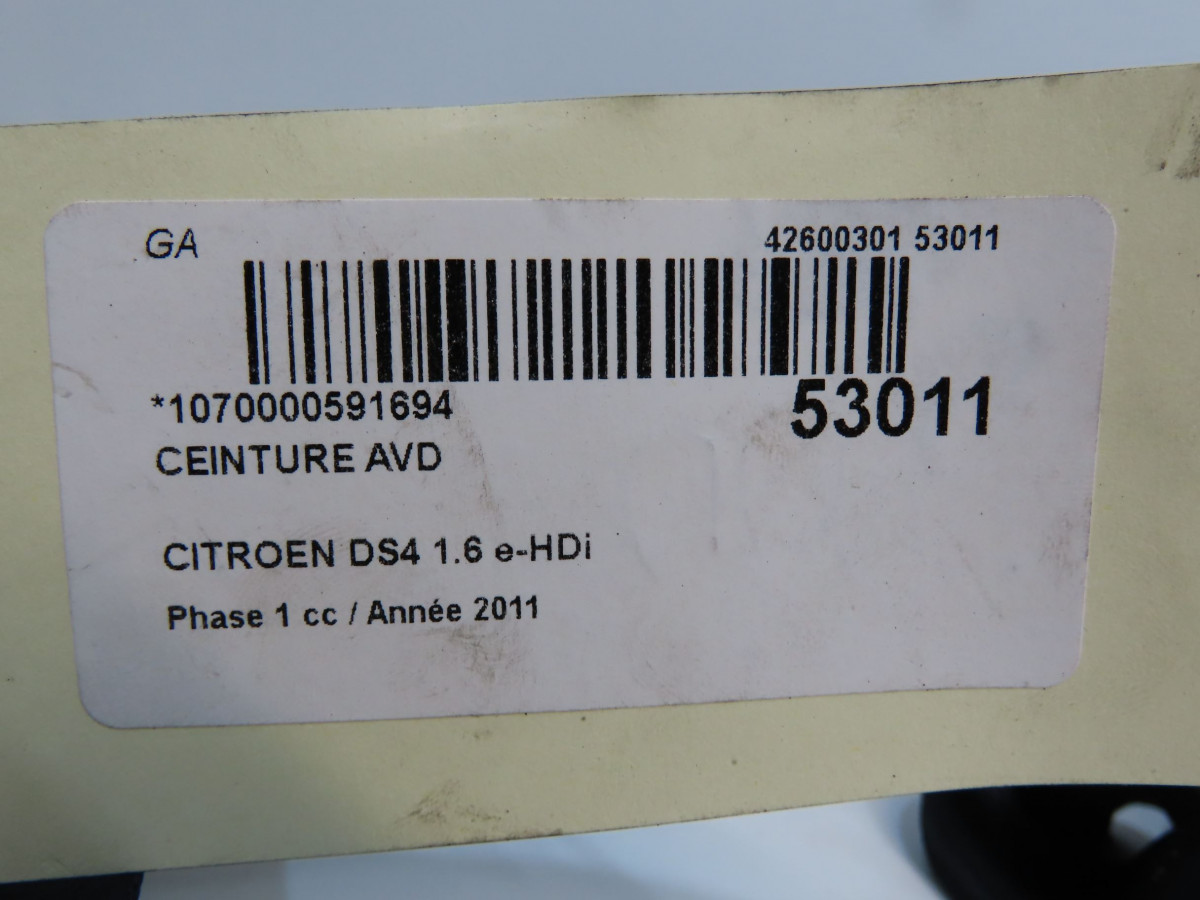 GA
42600301 53011
*1070000591694
53011
CEINTURE AVD
CITROEN DS4 1.6 e-HDi
Phase 1 cc / Année 2011